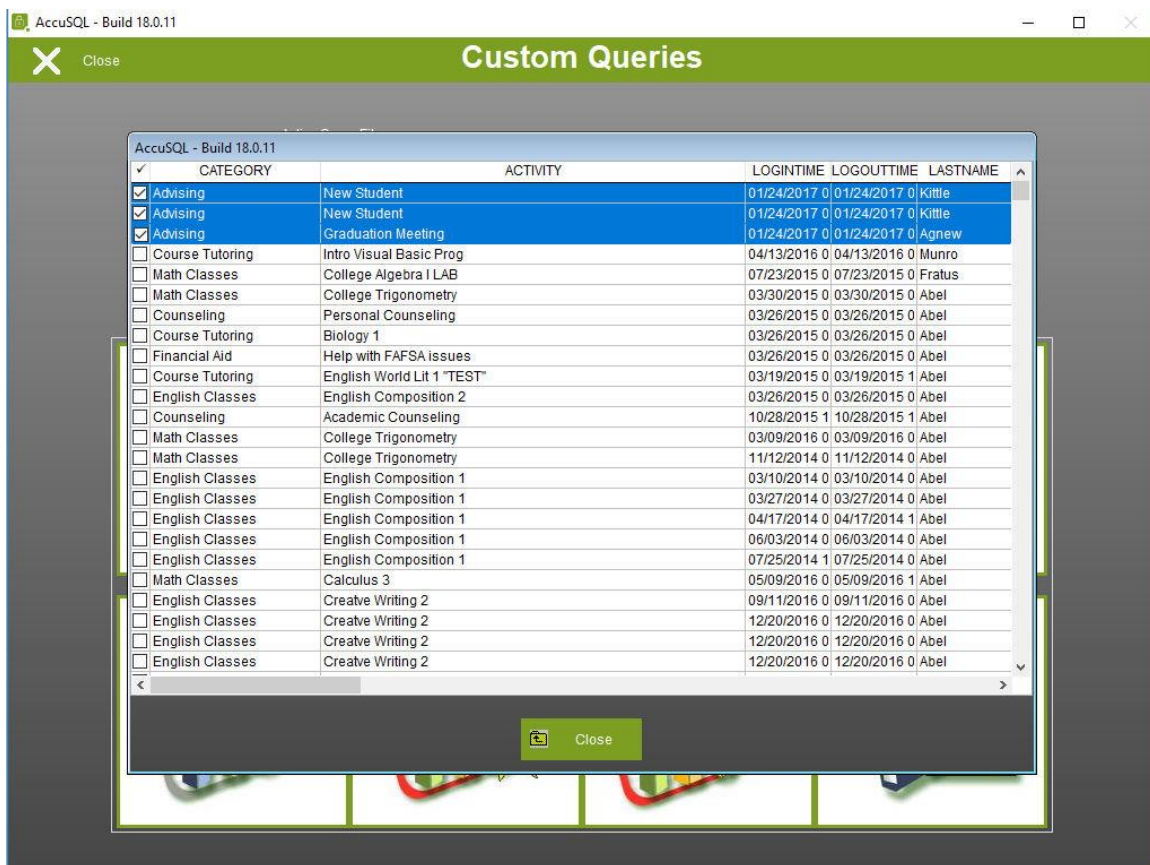 AccuSQL - Build 18.0.11
Close Custom Queries
AccuSQL - Build 18.0.11
CATEGORY ACTIVITY LOGINTIME LOGOUTTIME LASTNAME
Advising New Student 01/24/2017 0 01/24/2017 0 Kittle
Advising New Student 01/24/2017 0 01/24/2017 0 Kittle
Advising Graduation Meeting 01/24/2017 0 01/24/2017 0 Agnew
Course Tutoring Intro Visual Basic Prog 04/13/2016 0 04/13/2016 0 Munro
Math Classes College Algebra I LAB 07/23/2015 0 07/23/2015 0 Fratus
Math Classes College Trigonometry 03/30/2015 0 03/30/2015 0 Abel
Counseling Personal Counseling 03/26/2015 0 03/26/2015 0 Abel
Course Tutoring Biology 1 03/26/2015 0 03/26/2015 0 Abel
Financial Aid Help with FAFSA issues 03/26/2015 0 03/26/2015 0 Abel
Course Tutoring English World Lit 1 "TEST" 03/19/2015 0 03/19/2015 1 Abel
English Classes English Composition 2 03/26/2015 0 03/26/2015 0 Abel
Counseling Academic Counseling 10/28/2015 1 10/28/2015 1 Abel
Math Classes College Trigonometry 03/09/2016 0 03/09/2016 0 Abel
Math Classes College Trigonometry 11/12/2014 0 11/12/2014 0 Abel
English Classes English Composition 1 03/10/2014 0 03/10/2014 0 Abel
English Classes English Composition 1 03/27/2014 0 03/27/2014 0 Abel
English Classes English Composition 1 04/17/2014 0 04/17/2014 1 Abel
English Classes English Composition 1 06/03/2014 0 06/03/2014 0 Abel
English Classes English Composition 1 07/25/2014 1 07/25/2014 0 Abel
Math Classes Calculus 3 05/09/2016 0 05/09/2016 1 Abel
English Classes Creatve Writing 2 09/11/2016 0 09/11/2016 0 Abel
English Classes Creatve Writing 2 12/20/2016 0 12/20/2016 0 Abel
English Classes Creatve Writing 2 12/20/2016 0 12/20/2016 0 Abel
English Classes Creatve Writing 2 12/20/2016 0 12/20/2016 0 Abel
Close